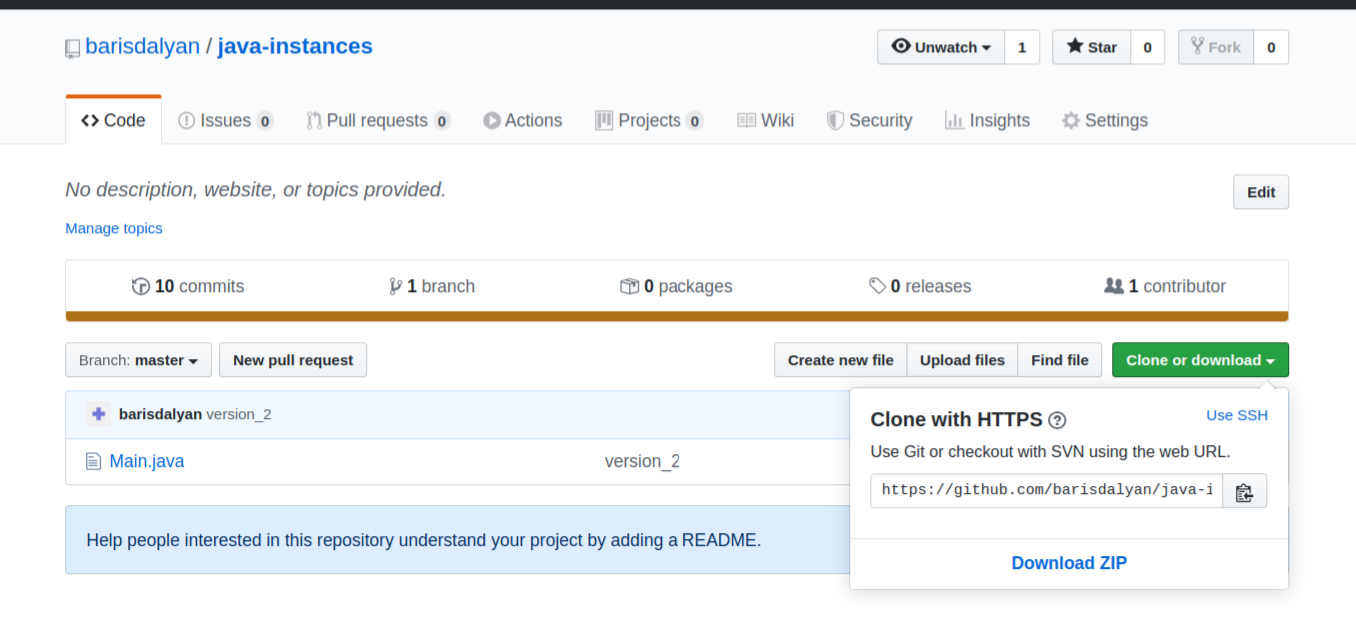 barisdalyan / java-instances
Unwatch 1 Star 0 Fork 0
Code Issues 0 Pull requests 0 Actions Projects 0 Wiki Security Insights Settings
No description, website, or topics provided. Edit
Manage topics
10 commits 1 branch 0 packages 0 releases 1 contributor
Branch: master New pull request Create new file Upload files Find file Clone or download
barisdalyan version_2
Main.java version_2
Help people interested in this repository understand your project by adding a README.
Clone with HTTPS Use SSH
Use Git or checkout with SVN using the web URL.
https://github.com/barisdalyan/java-i
Download ZIP